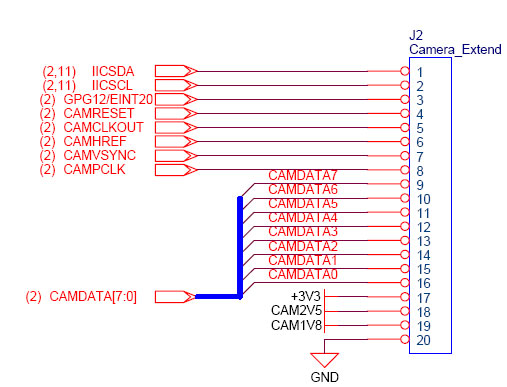 J2
Camera_Extend
(2,11) IICSDA 1
(2,11) IICSCL 2
(2) GPG12/EINT20 3
(2) CAMRESET 4
(2) CAMCLKOUT 5
(2) CAMHREF 6
(2) CAMVSYNC 7
(2) CAMPCLK 8
CAMDATA7 9
CAMDATA6 10
CAMDATA5 11
CAMDATA4 12
CAMDATA3 13
CAMDATA2 14
CAMDATA1 15
CAMDATA0 16
(2) CAMDATA[7:0] +3V3 17
CAM2V5 18
CAM1V8 19
20
GND